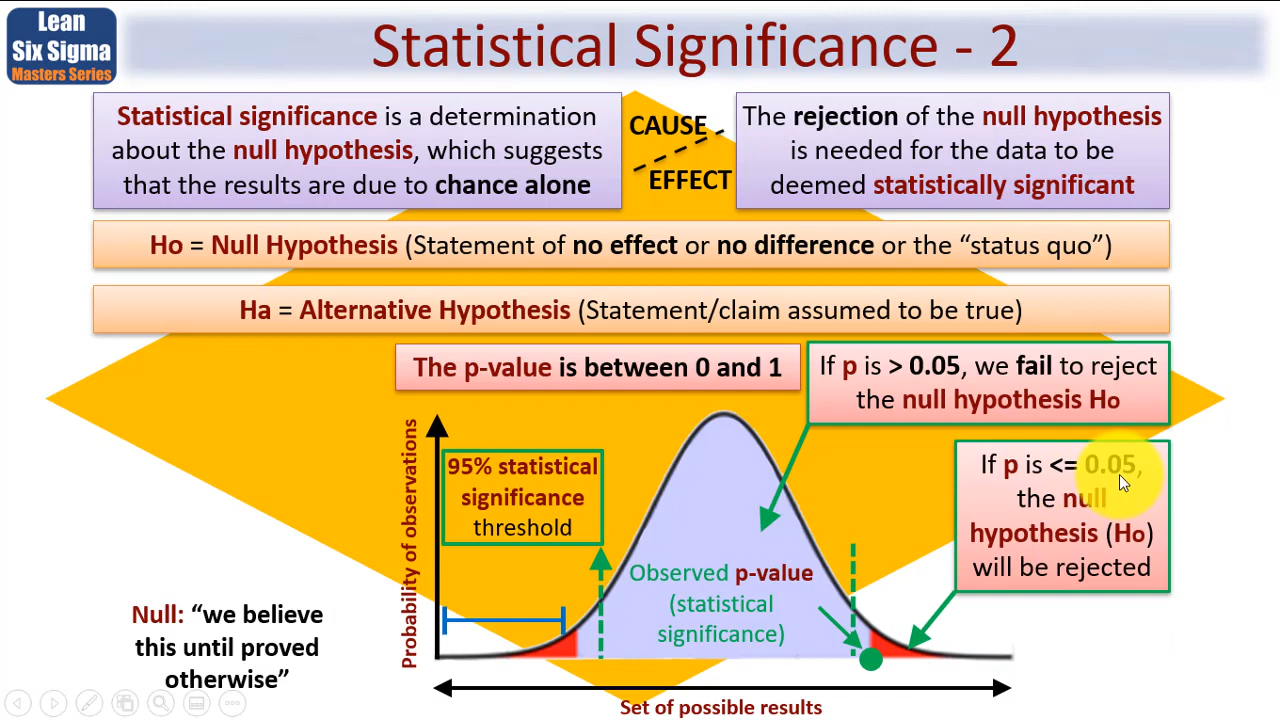 Lean
Six Sigma
Masters Series
Statistical Significance - 2
Statistical significance is a determination
about the null hypothesis, which suggests
that the results are due to chance alone
CAUSE
EFFECT
The rejection of the null hypothesis
is needed for the data to be
deemed statistically significant
Ho = Null Hypothesis (Statement of no effect or no difference or the “status quo”)
Ha = Alternative Hypothesis (Statement/claim assumed to be true)
The p-value is between 0 and 1
If p is > 0.05, we fail to reject
the null hypothesis Ho
If p is <= 0.05,
the null
hypothesis (Ho)
will be rejected
95% statistical
significance
threshold
Probability of observations
Observed p-value
(statistical
significance)
Null: “we believe
this until proved
otherwise”
Set of possible results